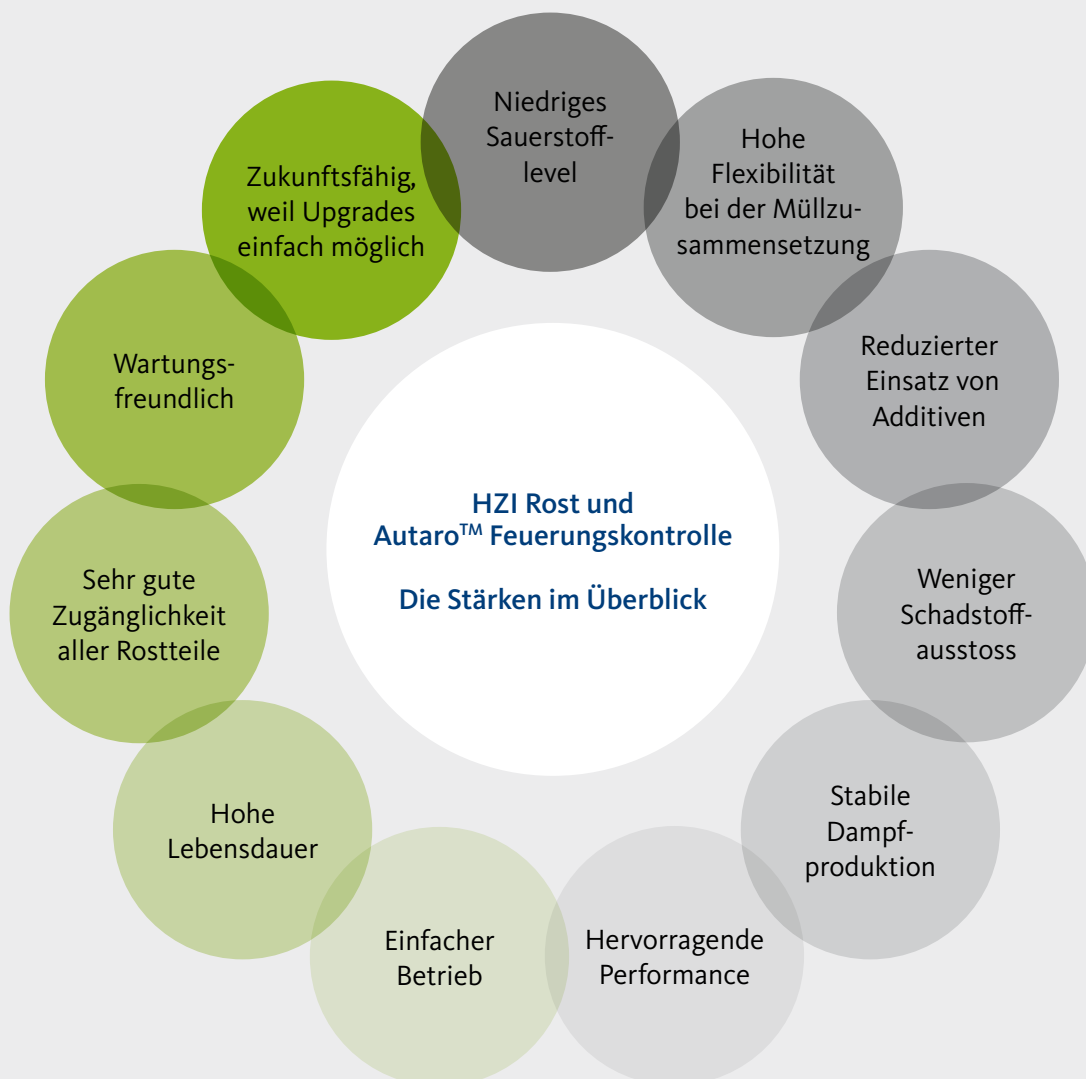 HZI Rost und
Autaro™ Feuerungskontrolle
Die Stärken im Überblick
Niedriges
Sauerstoff-
level
Hohe
Flexibilität
bei der Müllzu-
sammensetzung
Reduzierter
Einsatz von
Additiven
Weniger
Schadstoff-
ausstoss
Stabile
Dampf-
produktion
Hervorragende
Performance
Einfacher
Betrieb
Hohe
Lebensdauer
Sehr gute
Zugänglichkeit
aller Rostteile
Wartungs-
freundlich
Zukunftsfähig,
weil Upgrades
einfach möglich